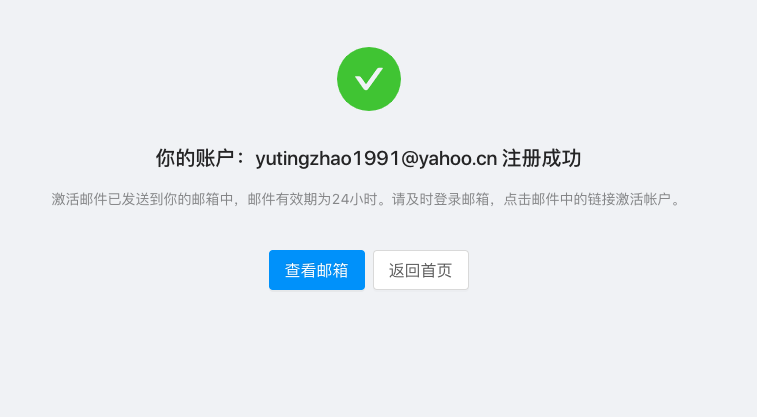 你的账户：yutingzhao1991@yahoo.cn 注册成功
激活邮件已发送到你的邮箱中，邮件有效期为24小时。请及时登录邮箱，点击邮件中的链接激活帐户。
查看邮箱 返回首页